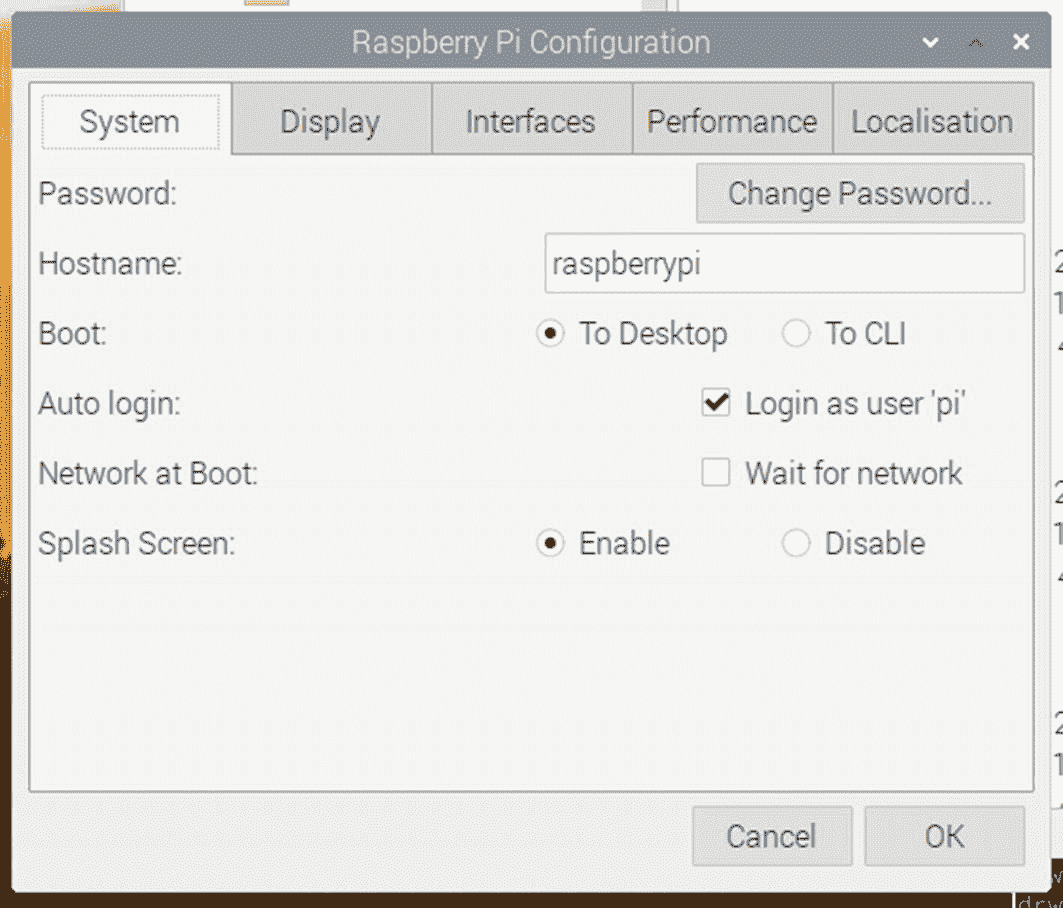 Raspberry Pi Configuration
System Display Interfaces Performance Localisation
Password: Change Password...
Hostname: raspberrypi
Boot: To Desktop To CLI
Auto login: Login as user 'pi'
Network at Boot: Wait for network
Splash Screen: Enable Disable
Cancel OK